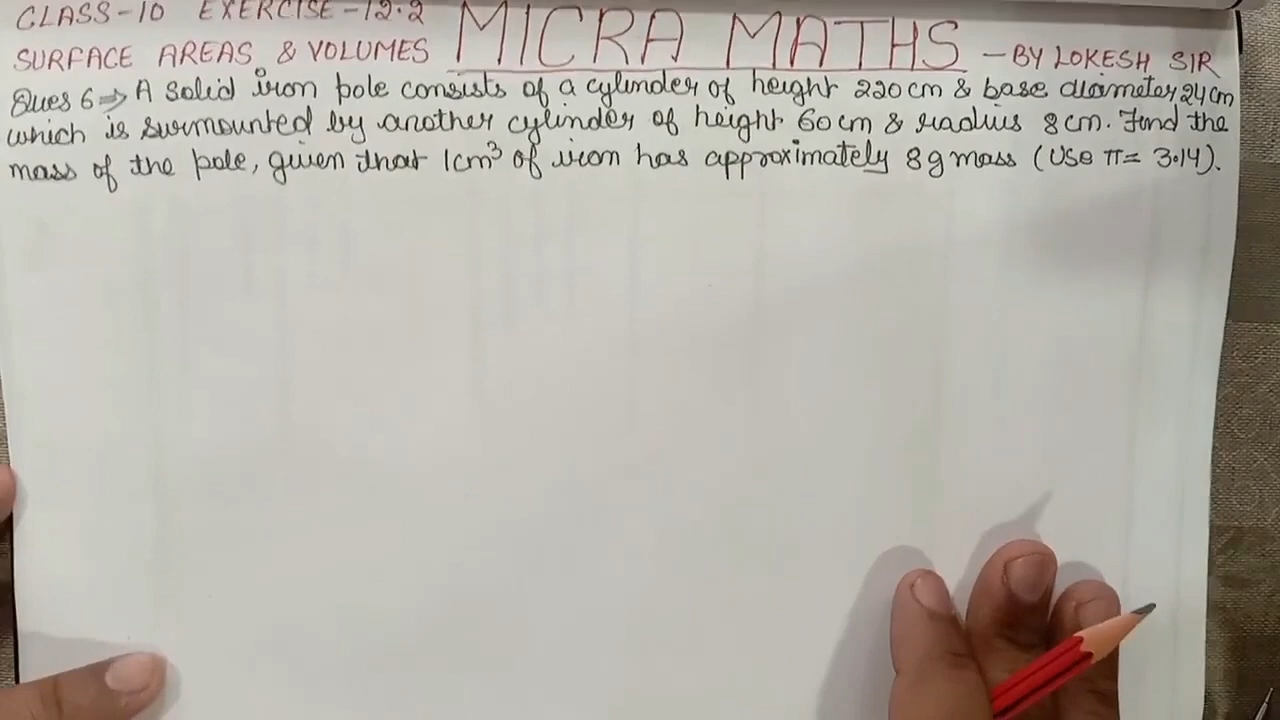 CLASS-10 EXERCISE-12.2
SURFACE AREAS & VOLUMES MICRA MATHS - BY LOKESH SIR
Ques 6 ⇒ A solid iron pole consists of a cylinder of height 220 cm & base diameter, 24 cm
which is surmounted by another cylinder of height 60 cm & radius 8 cm. Find the
mass of the pole, given that 1 cm³ of iron has approximately 8 g mass (Use π = 3.14).